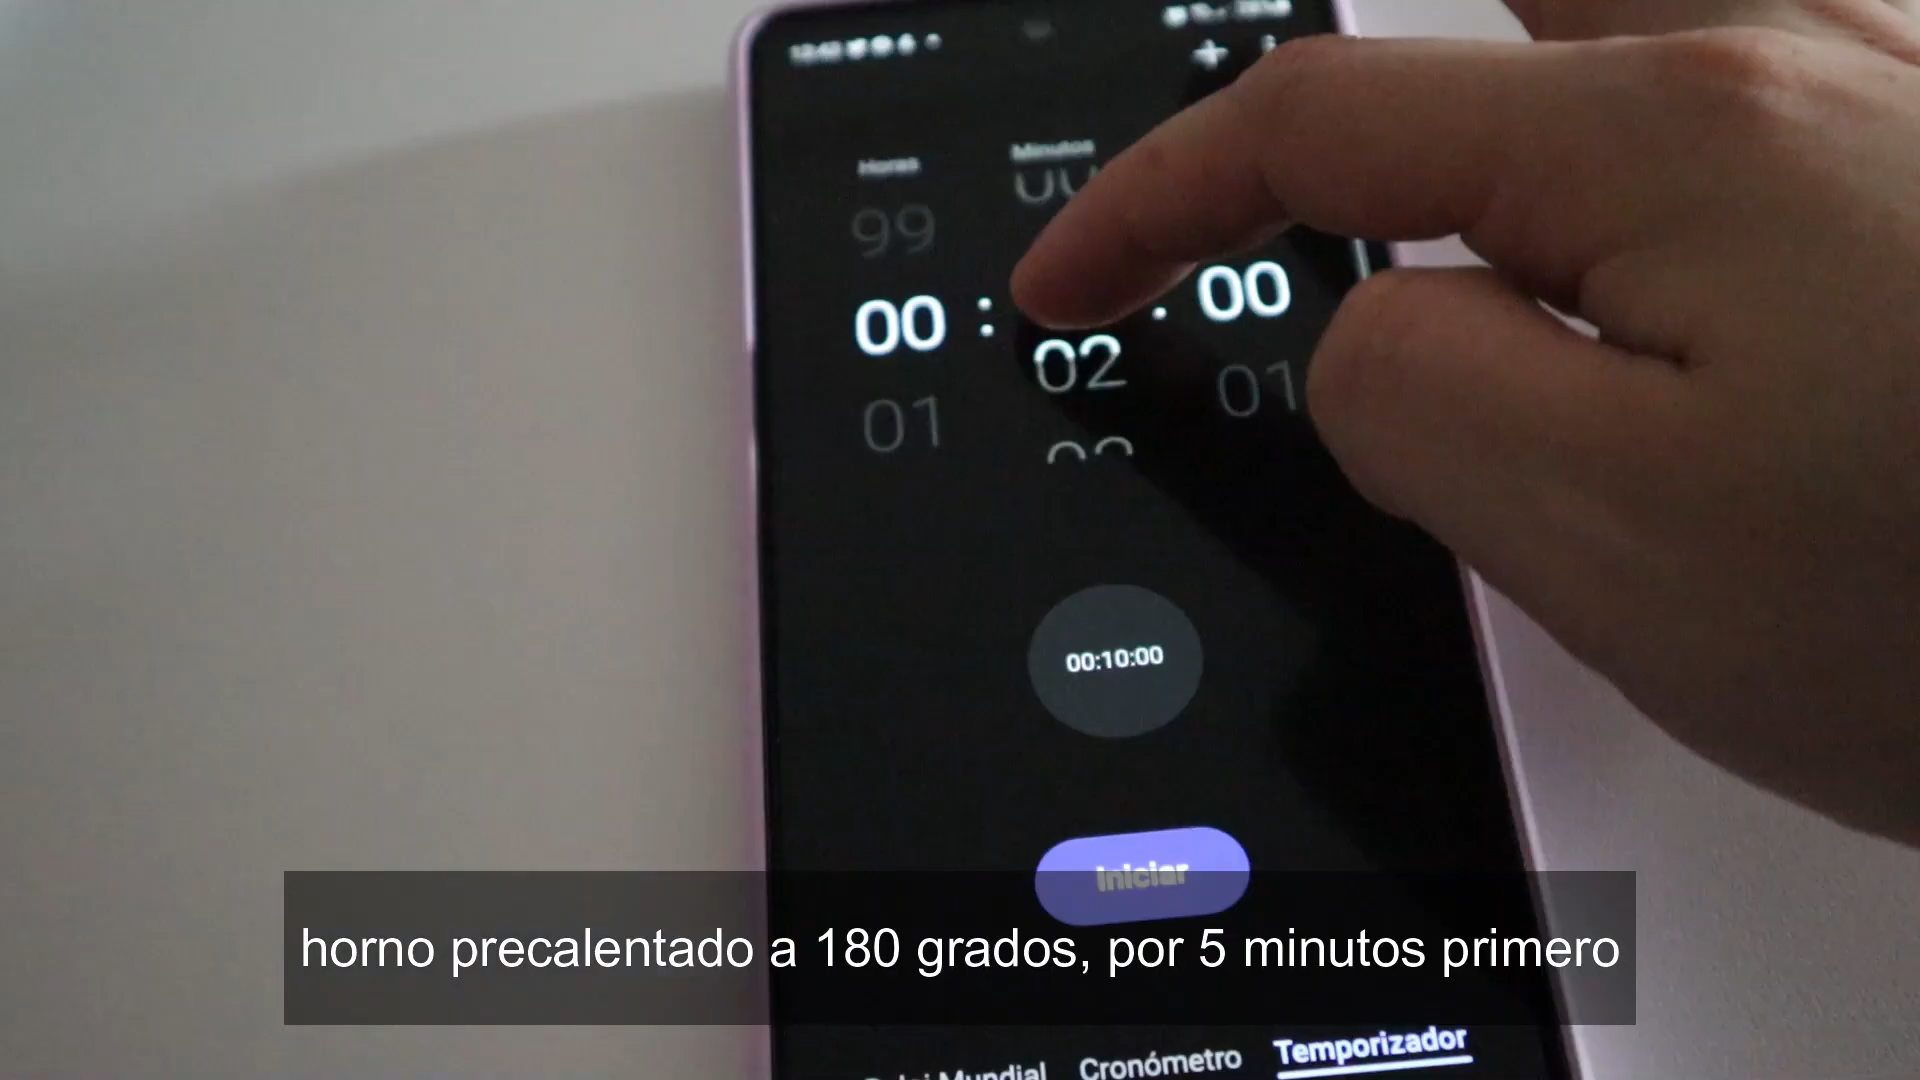 Horas Minutos
99
00 : . 00
02
01 01
00:10:00
Iniciar
horno precalentado a 180 grados, por 5 minutos primero
Mundial Cronómetro Temporizador